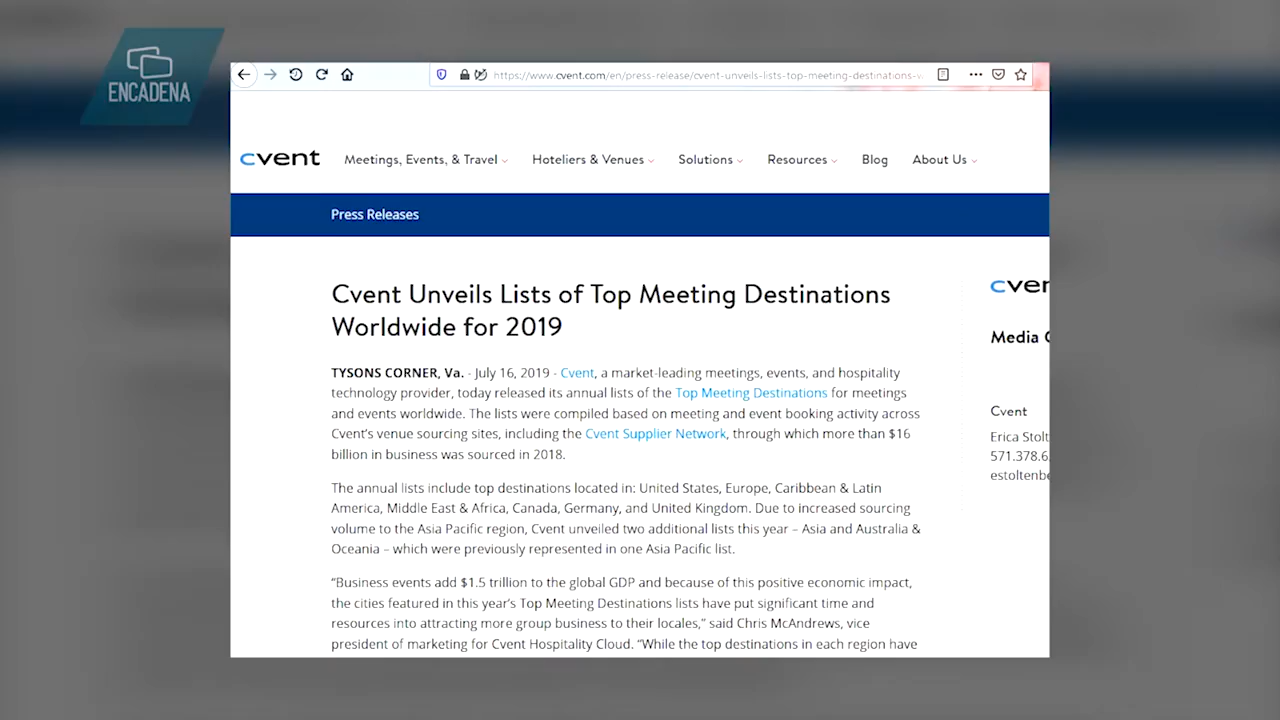 ENCADENA
https://www.cvent.com/en/press-release/cvent-unveils-lists-top-meeting-destinations-
cvent
Meetings, Events, & Travel
Hoteliers & Venues
Solutions
Resources
Blog
About Us
Press Releases
Cvent Unveils Lists of Top Meeting Destinations
Worldwide for 2019
TYSONS CORNER, Va. - July 16, 2019 - Cvent, a market-leading meetings, events, and hospitality
technology provider, today released its annual lists of the Top Meeting Destinations for meetings
and events worldwide. The lists were compiled based on meeting and event booking activity across
Cvent’s venue sourcing sites, including the Cvent Supplier Network, through which more than $16
billion in business was sourced in 2018.
The annual lists include top destinations located in: United States, Europe, Caribbean & Latin
America, Middle East & Africa, Canada, Germany, and United Kingdom. Due to increased sourcing
volume to the Asia Pacific region, Cvent unveiled two additional lists this year – Asia and Australia &
Oceania – which were previously represented in one Asia Pacific list.
“Business events add $1.5 trillion to the global GDP and because of this positive economic impact,
the cities featured in this year’s Top Meeting Destinations lists have put significant time and
resources into attracting more group business to their locales,” said Chris McAndrews, vice
president of marketing for Cvent Hospitality Cloud. “While the top destinations in each region have
cver
Media
Cvent
Erica Stolt
571.378.6
estoltenbe